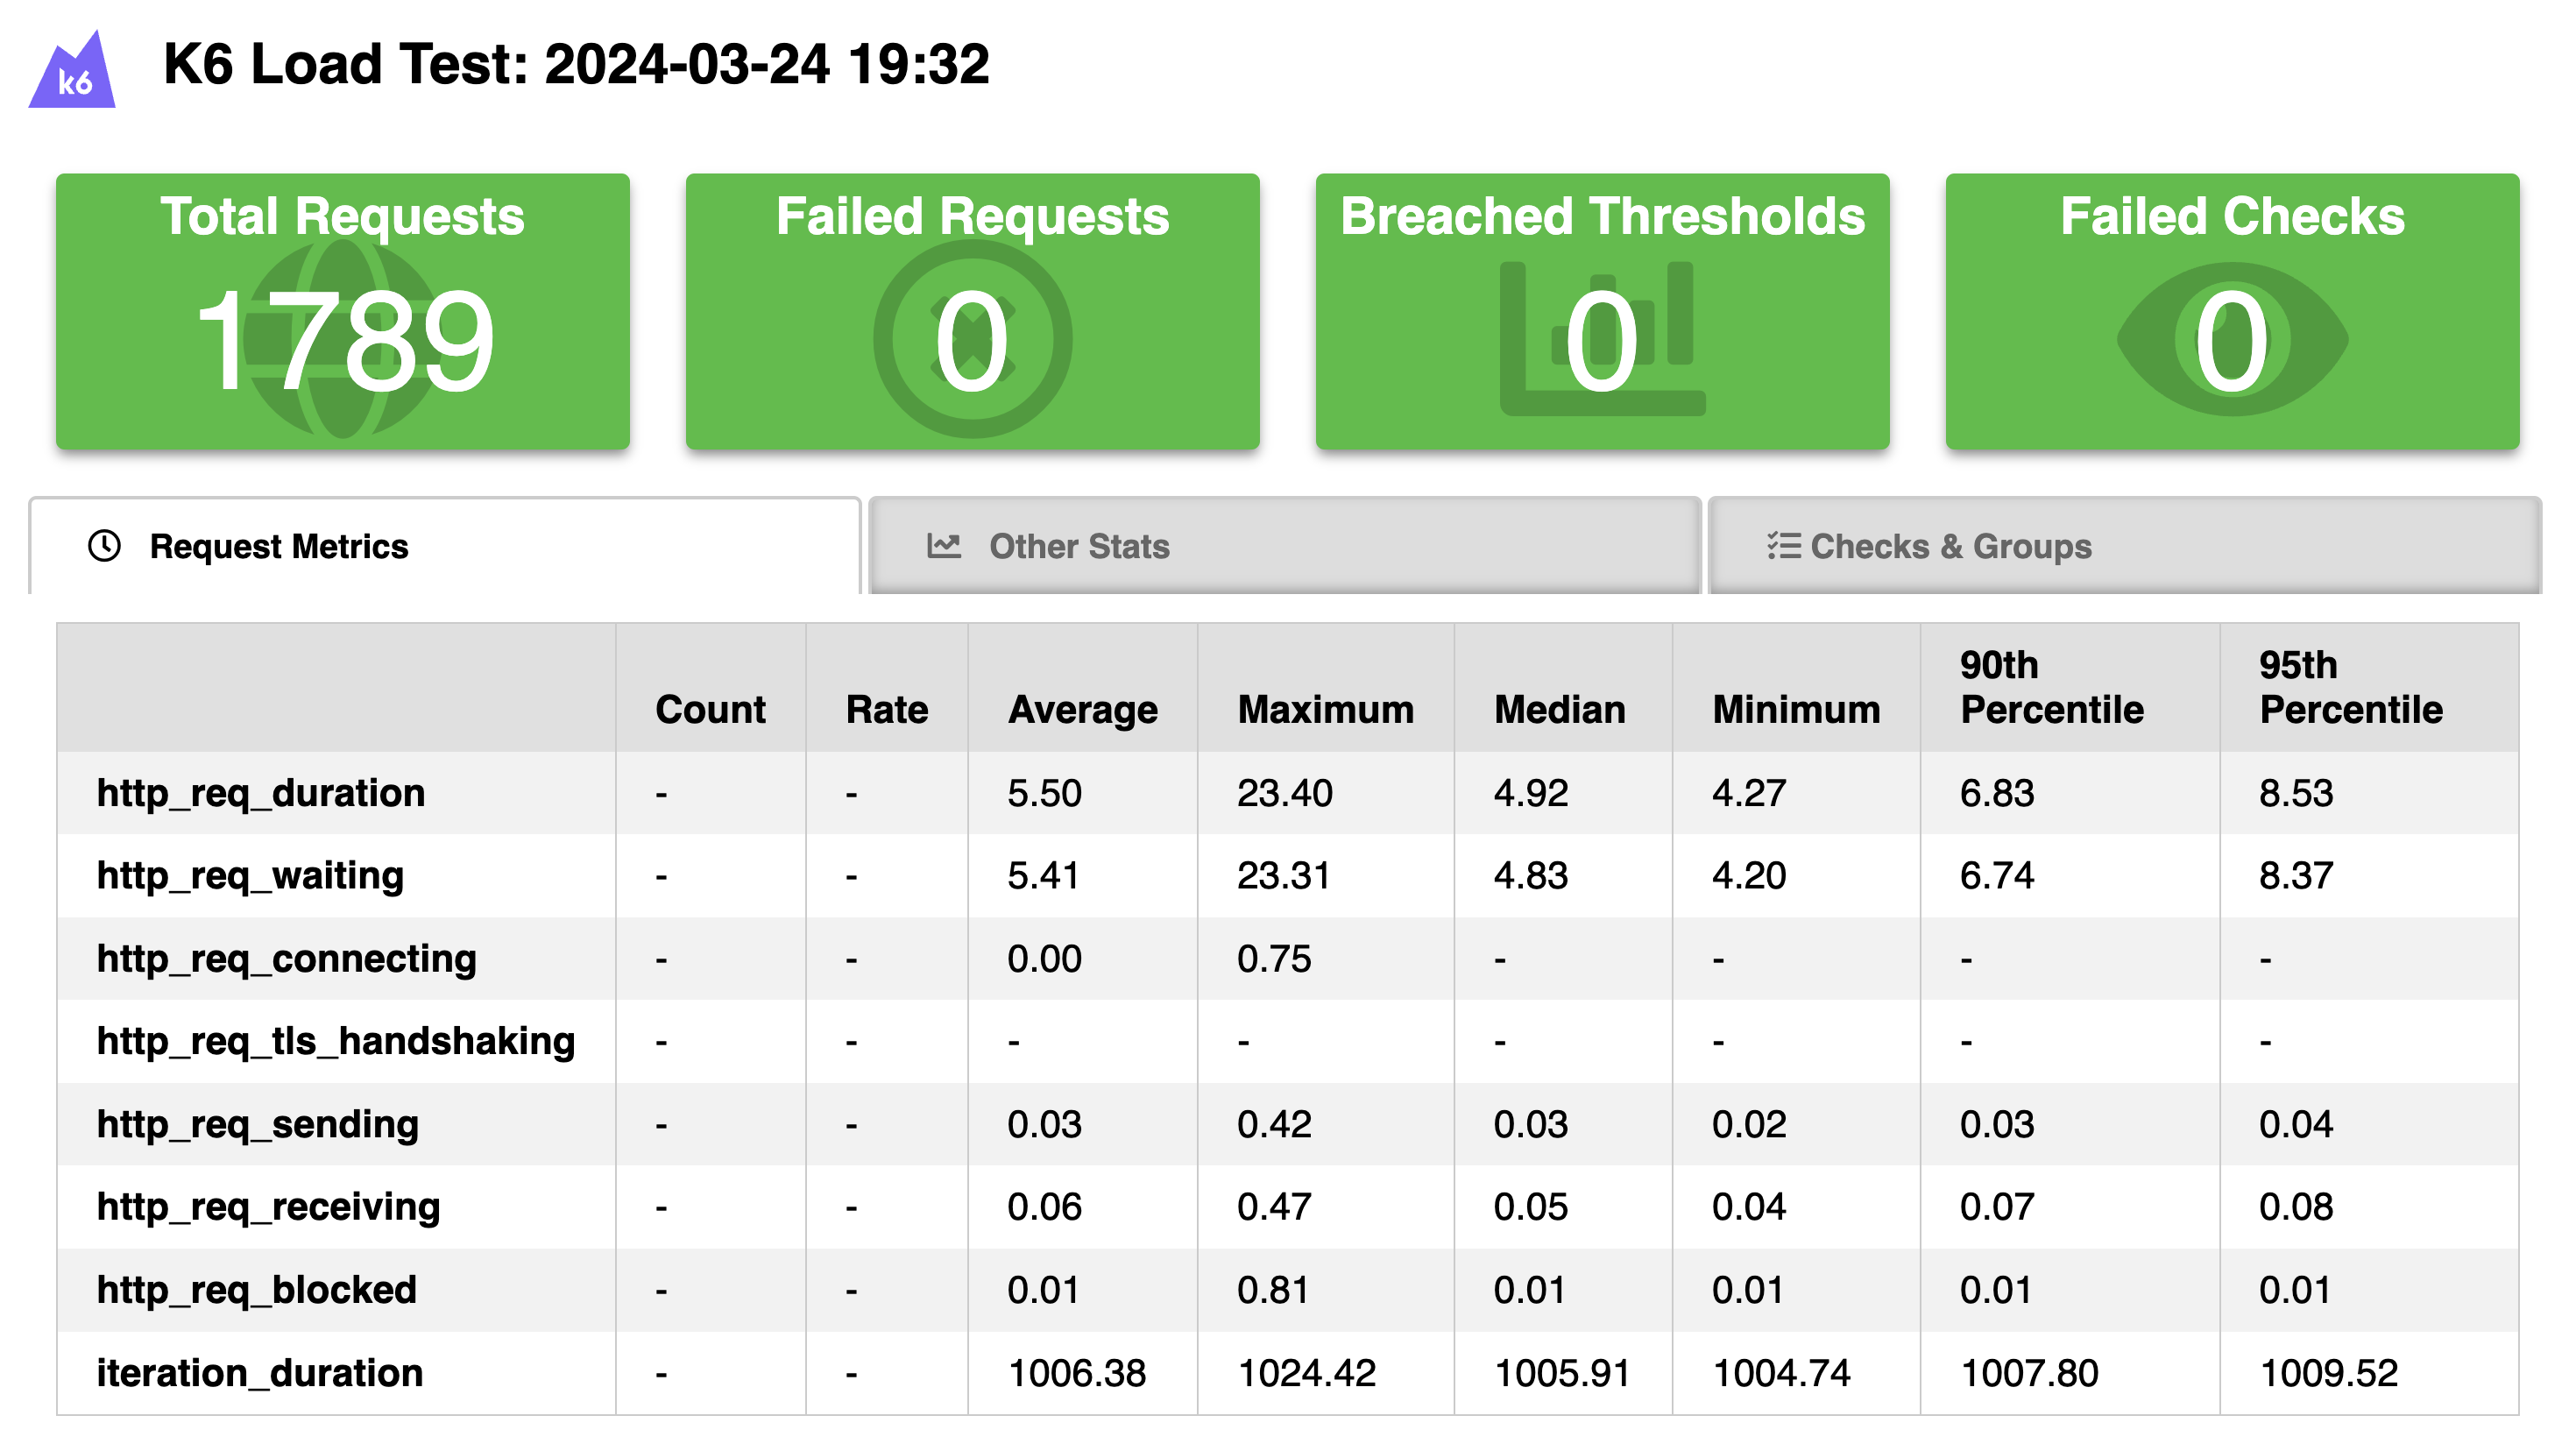 k6
K6 Load Test: 2024-03-24 19:32
Total Requests
1789
Failed Requests
0
Breached Thresholds
0
Failed Checks
0
Request Metrics
Other Stats
Checks & Groups
Count Rate Average Maximum Median Minimum 90th Percentile 95th Percentile
http_req_duration - - 5.50 23.40 4.92 4.27 6.83 8.53
http_req_waiting - - 5.41 23.31 4.83 4.20 6.74 8.37
http_req_connecting - - 0.00 0.75 - - - -
http_req_tls_handshaking - - - - - - - -
http_req_sending - - 0.03 0.42 0.03 0.02 0.03 0.04
http_req_receiving - - 0.06 0.47 0.05 0.04 0.07 0.08
http_req_blocked - - 0.01 0.81 0.01 0.01 0.01 0.01
iteration_duration - - 1006.38 1024.42 1005.91 1004.74 1007.80 1009.52